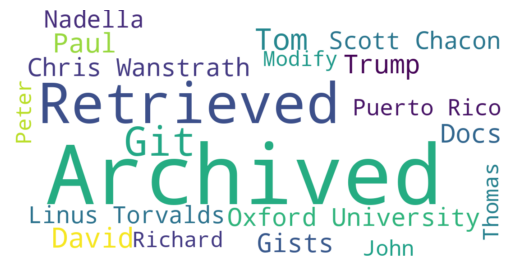 Nadella
Paul
Tom
Scott Chacon
Chris Wanstrath
Modify
Trump
Peter
Retrieved
Puerto Rico
Git
Docs
Archived
Thomas
Linus Torvalds
Oxford University
David
Richard
Gists
John